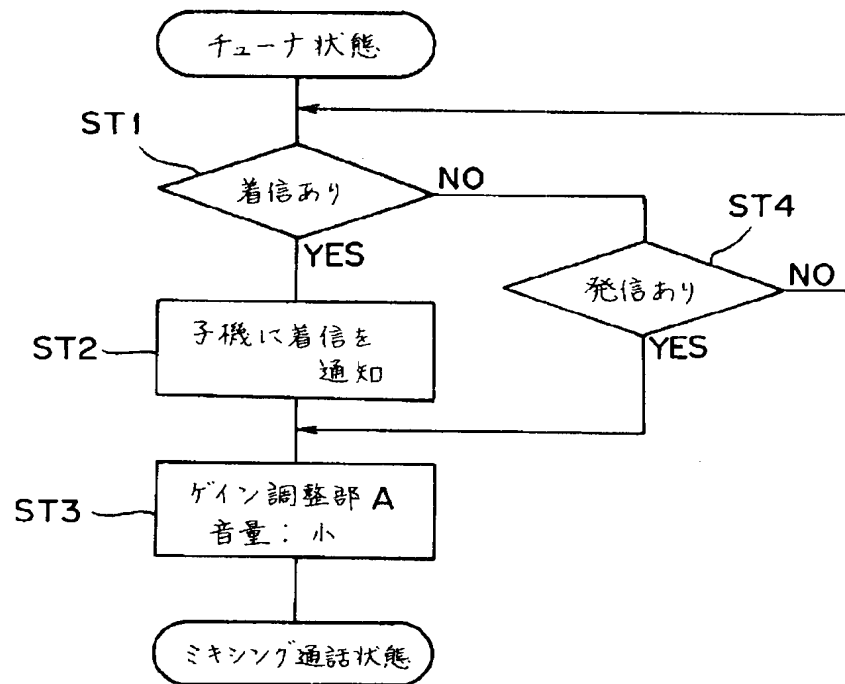 チューナ状態
ST1
着信あり
NO
YES
ST4
発信あり
NO
YES
ST2
子機に着信を
通知
ST3
ゲイン調整部 A
音量：小
ミキシング通話状態